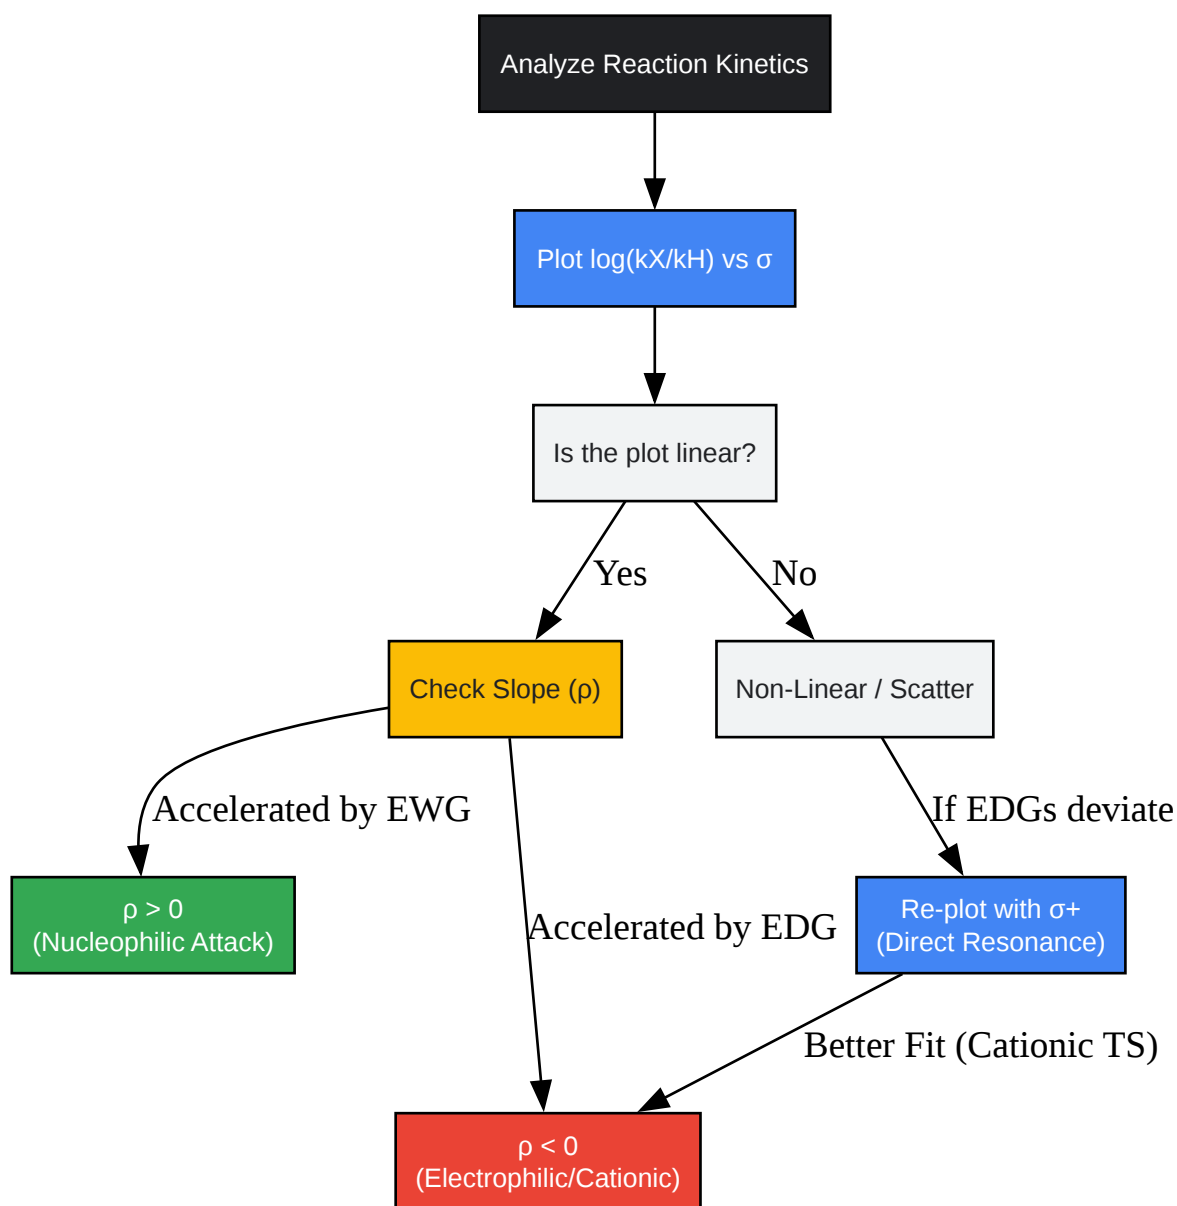 Analyze Reaction Kinetics
Plot log(kX/kH) vs σ
Is the plot linear?
Yes
No
Check Slope (ρ)
Non-Linear / Scatter
Accelerated by EWG
If EDGs deviate
ρ > 0
(Nucleophilic Attack)
Accelerated by EDG
Re-plot with σ+
(Direct Resonance)
Better Fit (Cationic TS)
ρ < 0
(Electrophilic/Cationic)